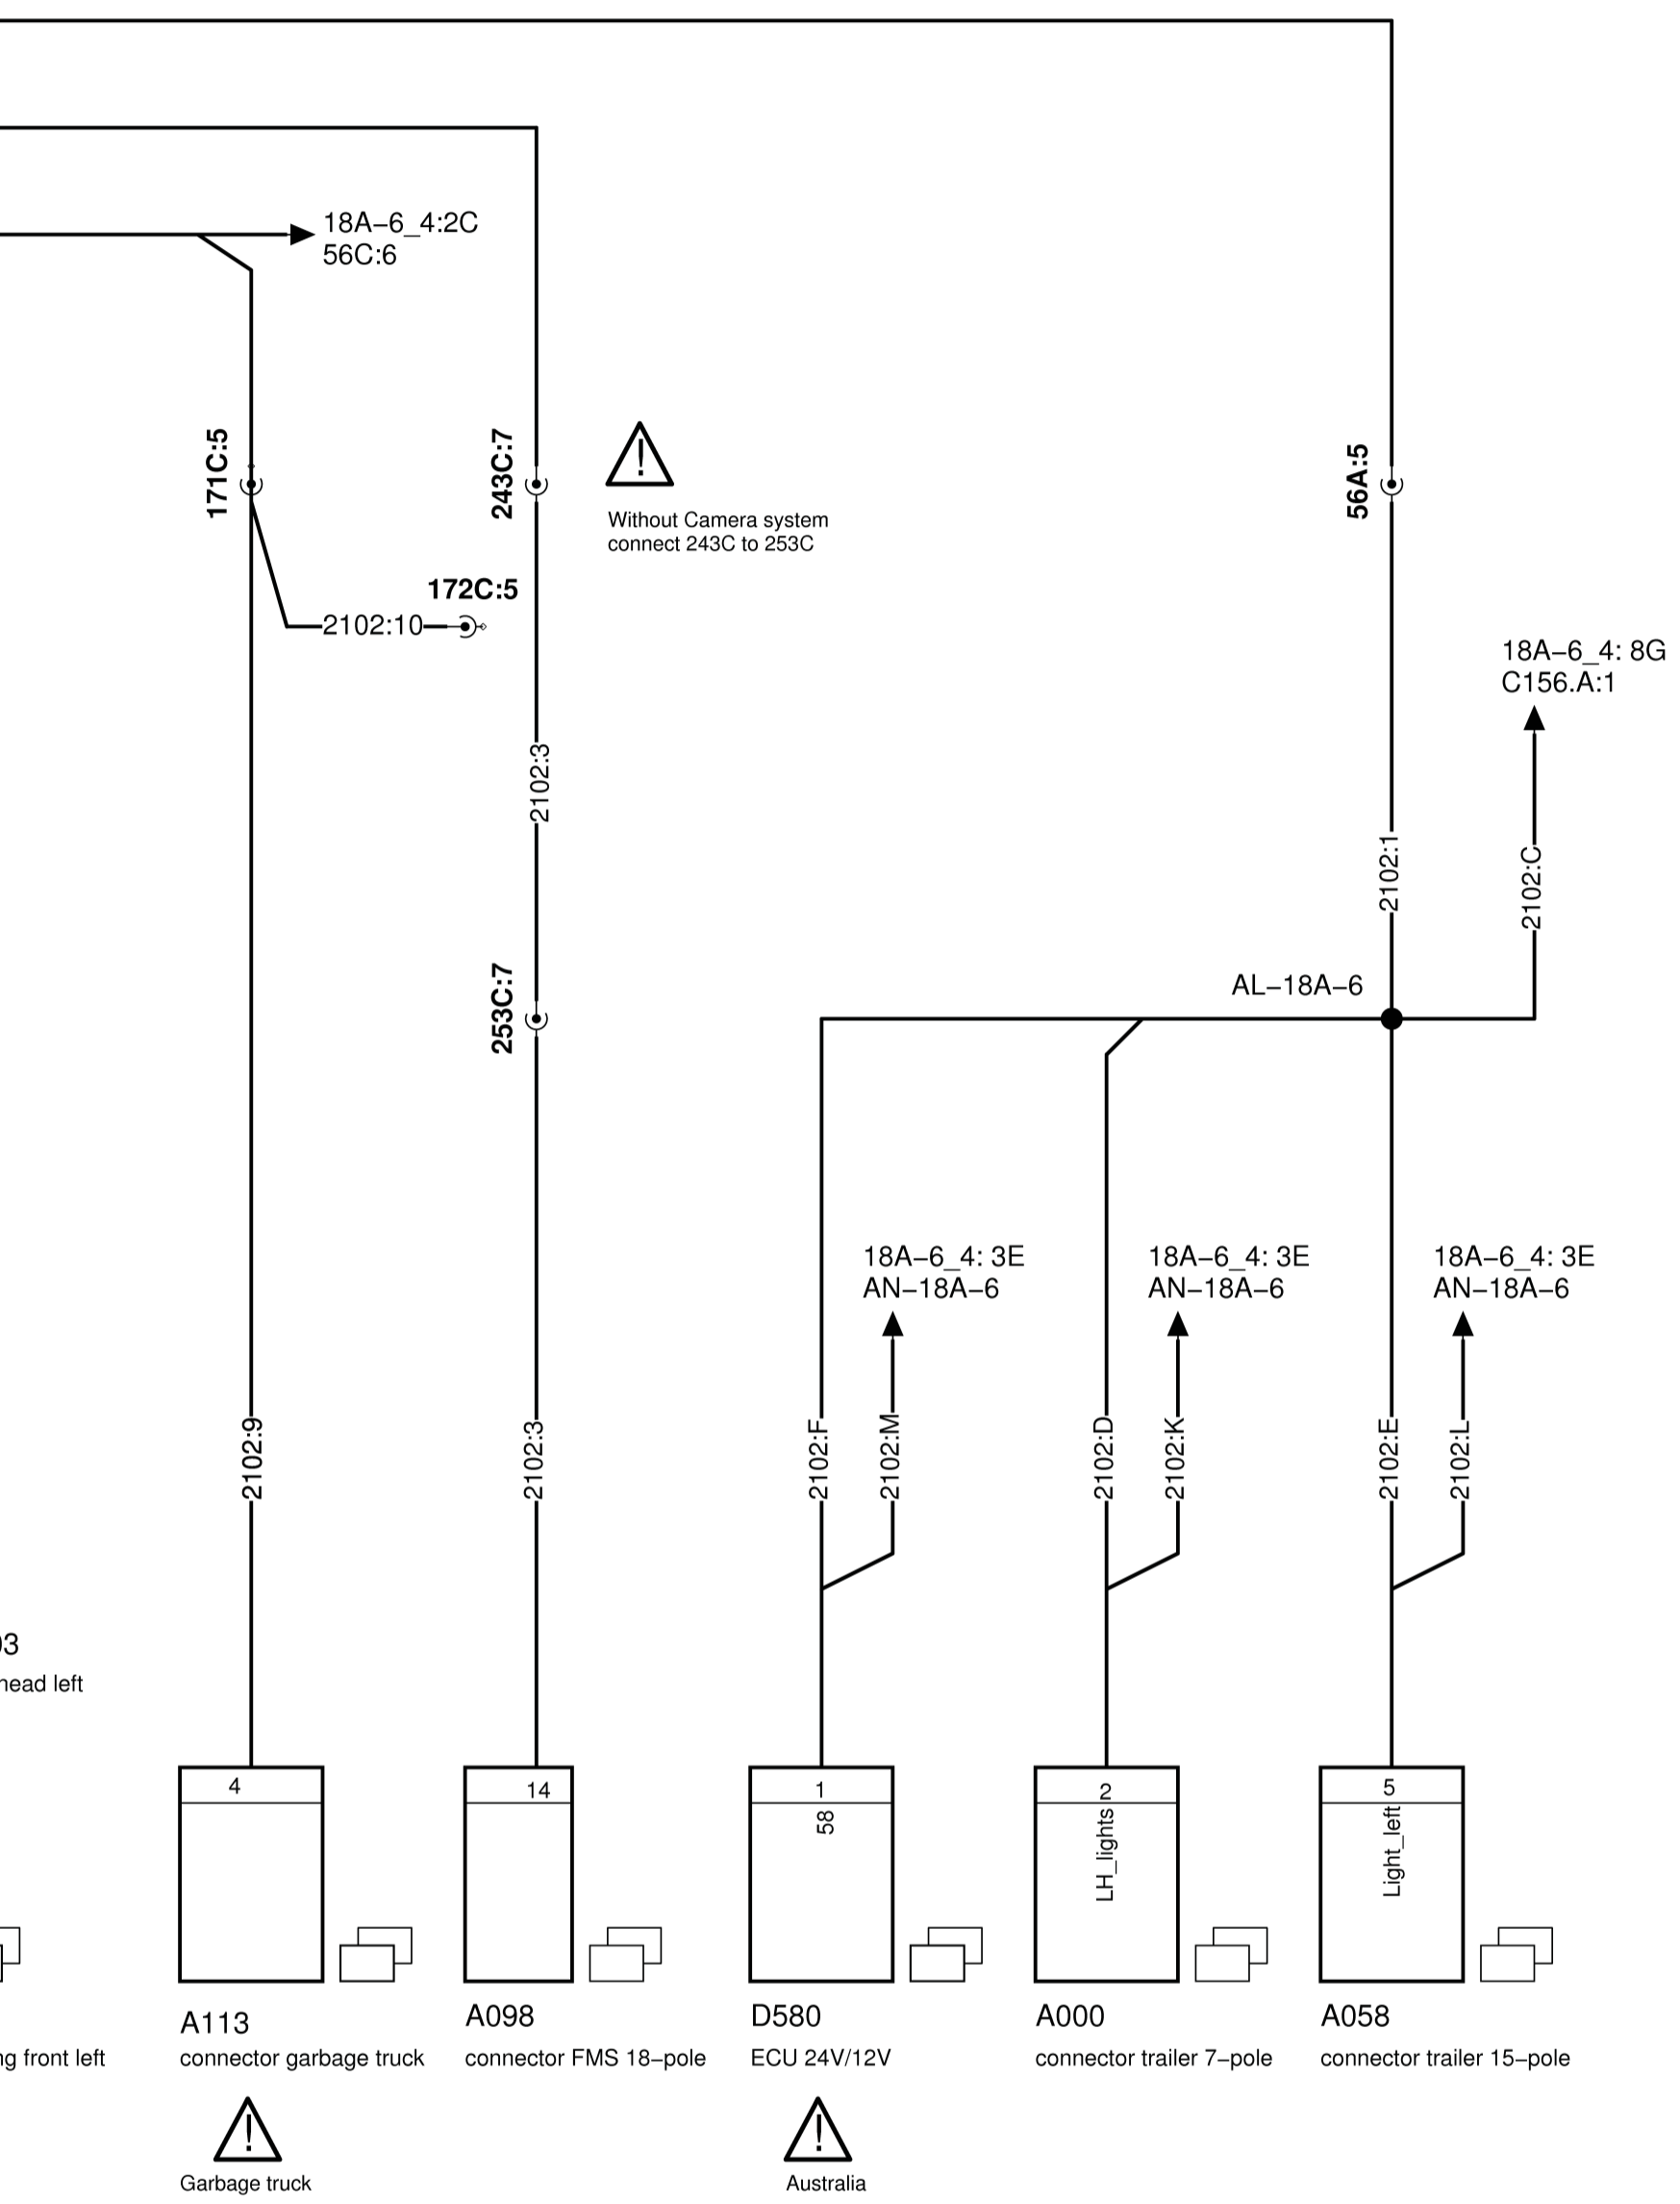 18A–6_4:2C
56C:6
171C:5
243C:7
Without Camera system
connect 243C to 253C
56A:5
172C:5
2102:10
18A–6_4: 8G
C156.A:1
2102:3
2102:1
2102:C
253C:7
AL–18A–6
18A–6_4: 3E
AN–18A–6
18A–6_4: 3E
AN–18A–6
18A–6_4: 3E
AN–18A–6
2102:9
2102:3
2102:F
2102:M
2102:D
2102:K
2102:E
2102:L
03
head left
4
14
1
58
2
LH_lights
5
Light_left
A113
connector garbage truck
A098
connector FMS 18–pole
D580
ECU 24V/12V
A000
connector trailer 7–pole
A058
connector trailer 15–pole
ng front left
Garbage truck
Australia